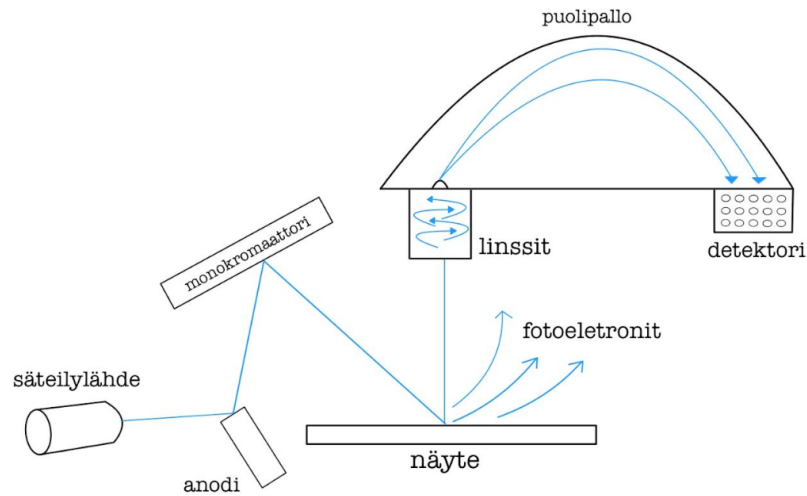 puolipallo
monokromaattori
linssit
detektori
fotoeletronit
säteilylähde
näyte
anodi